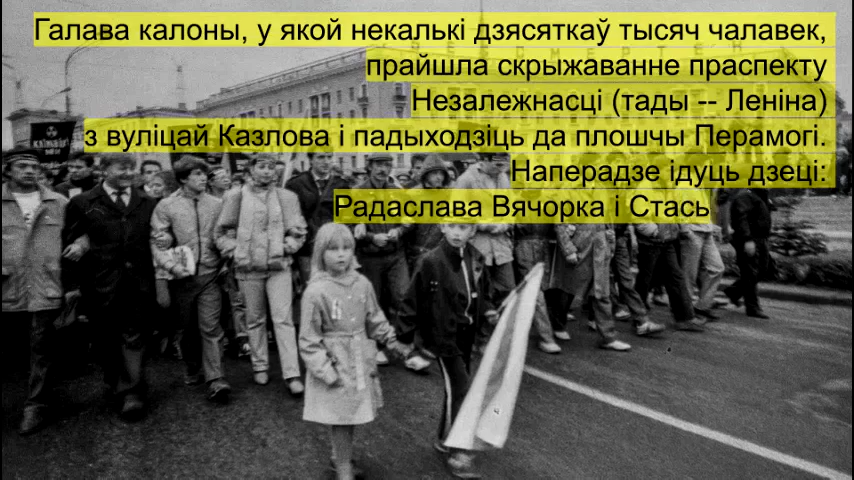 Галава калоны, у якой некалькі дзясяткаў тысяч чалавек,
прайшла скрыжаванне праспекту
Незалежнасці (тады -- Леніна)
з вуліцай Казлова і падыходзіць да плошчы Перамогі.
Наперадзе ідуць дзеці:
Радаслава Вячорка і Стась